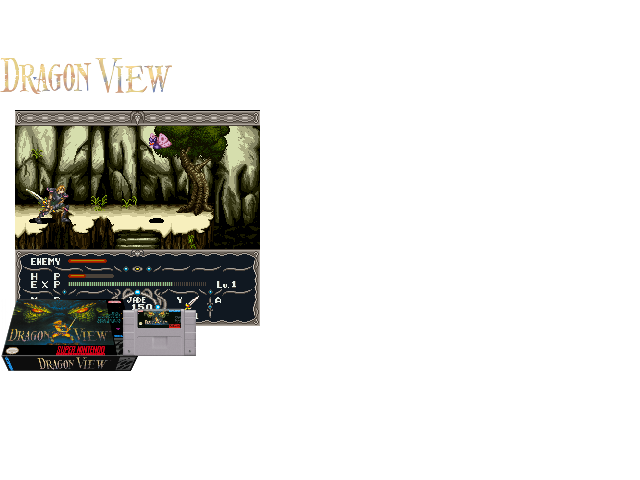 DRAGON VIEW
ENEMY
H P
E X P
Lv.1
JADE
Y
A
150
DRAGON VIEW
SUPER NINTENDO
DRAGON VIEW